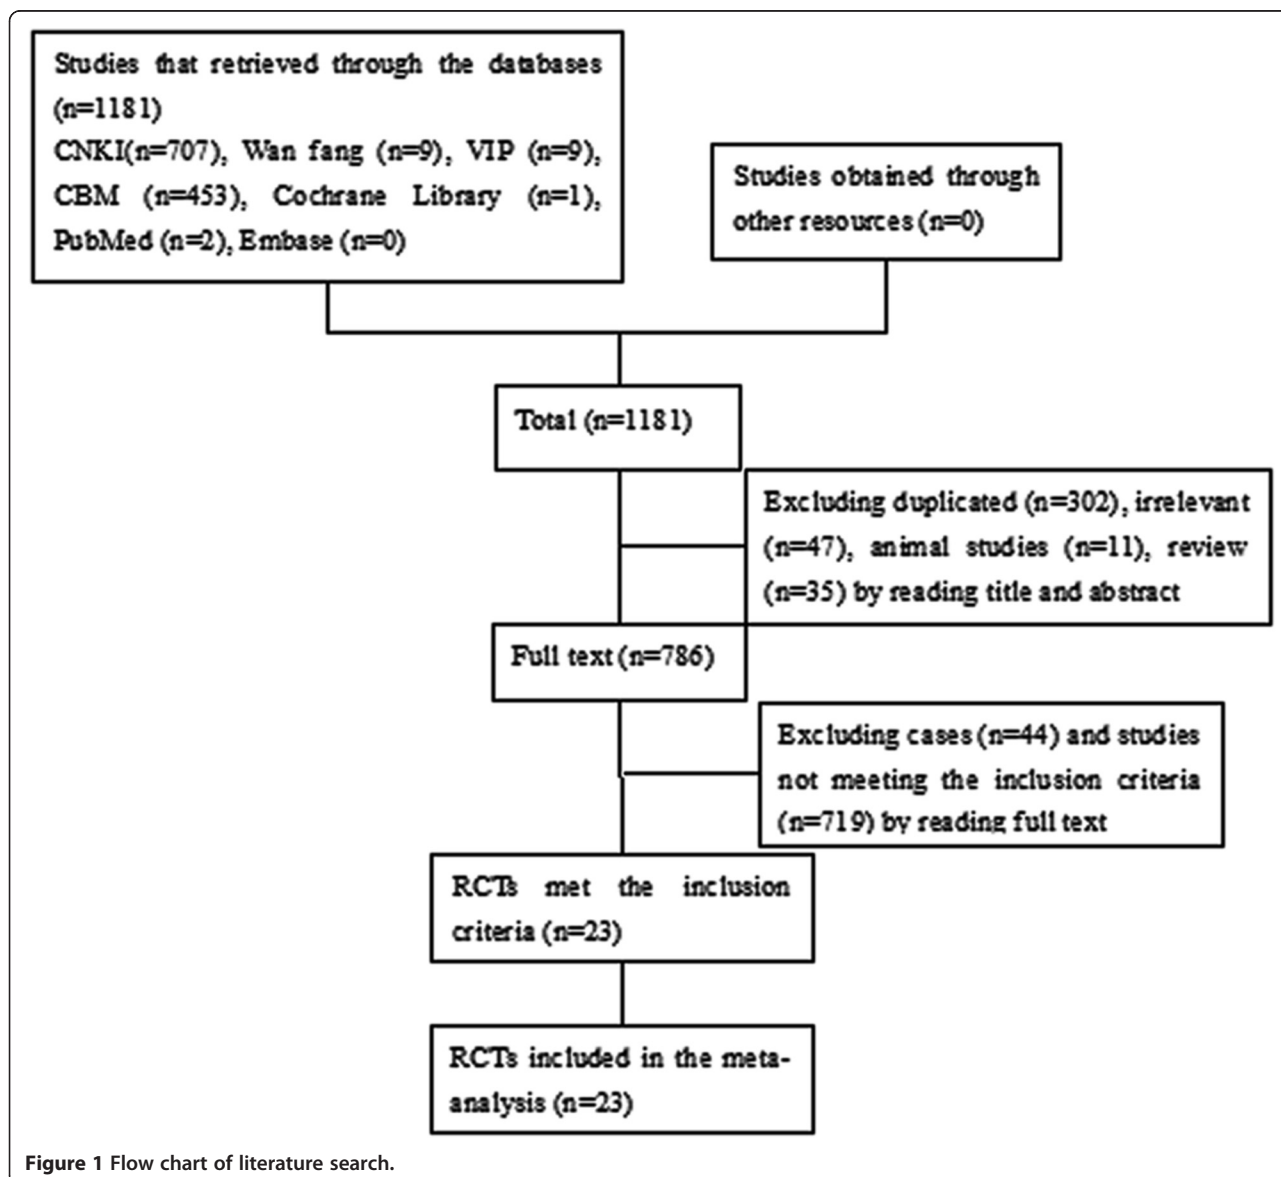 Studies that retrieved through the databases
(n=1181)
CNKI(n=707), Wan fang (n=9), VIP (n=9),
CBM (n=453), Cochrane Library (n=1),
PubMed (n=2), Embase (n=0)
Studies obtained through
other resources (n=0)
Total (n=1181)
Excluding duplicated (n=302), irrelevant
(n=47), animal studies (n=11), review
(n=35) by reading title and abstract
Full text (n=786)
Excluding cases (n=44) and studies
not meeting the inclusion criteria
(n=719) by reading full text
RCTs met the inclusion
criteria (n=23)
RCTs included in the meta-
analysis (n=23)
Figure 1 Flow chart of literature search.